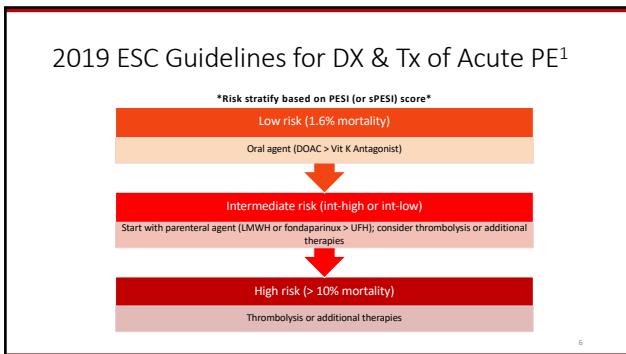 2019 ESC Guidelines for DX & Tx of Acute PE¹
*Risk stratify based on PESI (or sPESI) score*
Low risk (1.6% mortality)
Oral agent (DOAC > Vit K Antagonist)
Intermediate risk (int-high or int-low)
Start with parenteral agent (LMWH or fondaparinux > UFH); consider thrombolysis or additional
therapies
High risk (> 10% mortality)
Thrombolysis or additional therapies
6